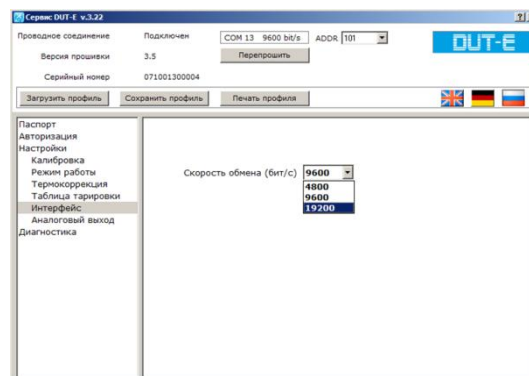 Сервис DUT-E v.3.22
Проводное соединение Подключен COM 13 9600 bit/s ADDR 101
DUT-E
Версия прошивки 3.5 Перепрошить
Серийный номер 071001300004
Загрузить профиль Сохранить профиль Печать профиля
Паспорт
Авторизация
Настройки
Калибровка
Режим работы
Термокоррекция
Таблица тарировки
Интерфейс
Аналоговый выход
Диагностика
Скорость обмена (бит/с) 9600
4800
9600
19200